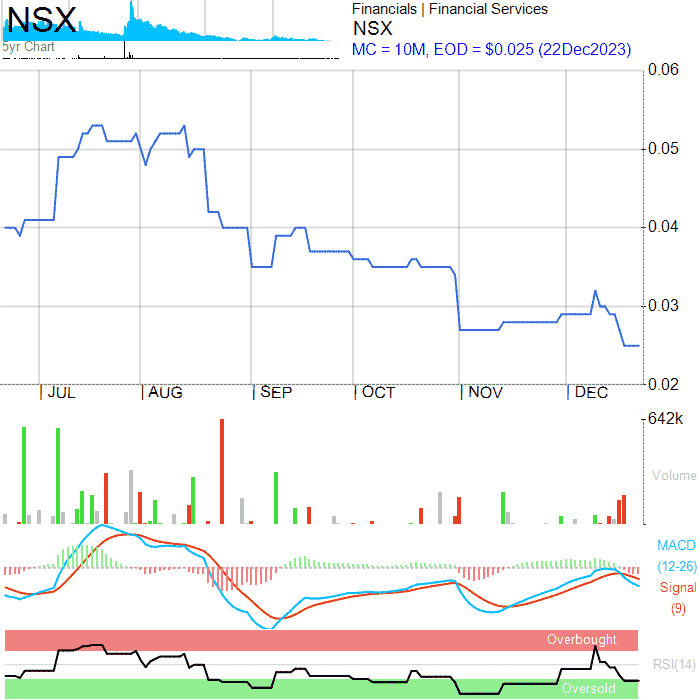 NSX
5yr Chart
Financials | Financial Services
NSX
MC = 10M, EOD = $0.025 (22Dec2023)
0.06
0.05
0.04
0.03
0.02
JUL AUG SEP OCT NOV DEC
642k
Volume
MACD
(12-26)
Signal
(9)
Overbought
RSI(14)
Oversold